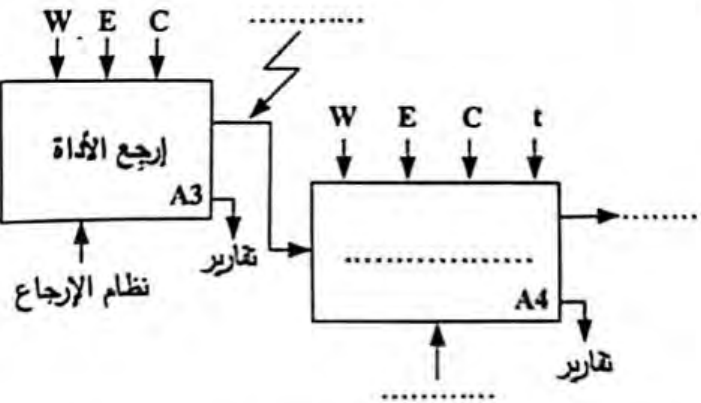 ..............
W E C
إرجع الأداة
A3
تقارير
نظام الإرجاع
W E C t
..............
....................
A4
تقارير
..............